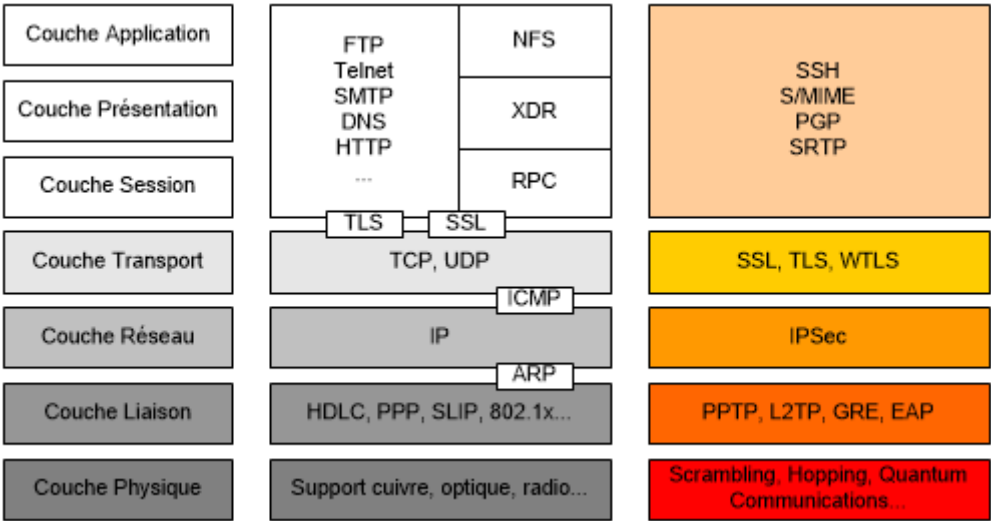 Couche Application
Couche Présentation
Couche Session
Couche Transport
Couche Réseau
Couche Liaison
Couche Physique
FTP
Telnet
SMTP
DNS
HTTP
...
NFS
XDR
RPC
TLS
SSL
TCP, UDP
ICMP
IP
ARP
HDLC, PPP, SLIP, 802.1x...
Support cuivre, optique, radio...
SSH
S/MIME
PGP
SRTP
SSL, TLS, WTLS
IPSec
PPTP, L2TP, GRE, EAP
Scrambling, Hopping, Quantum
Communications...